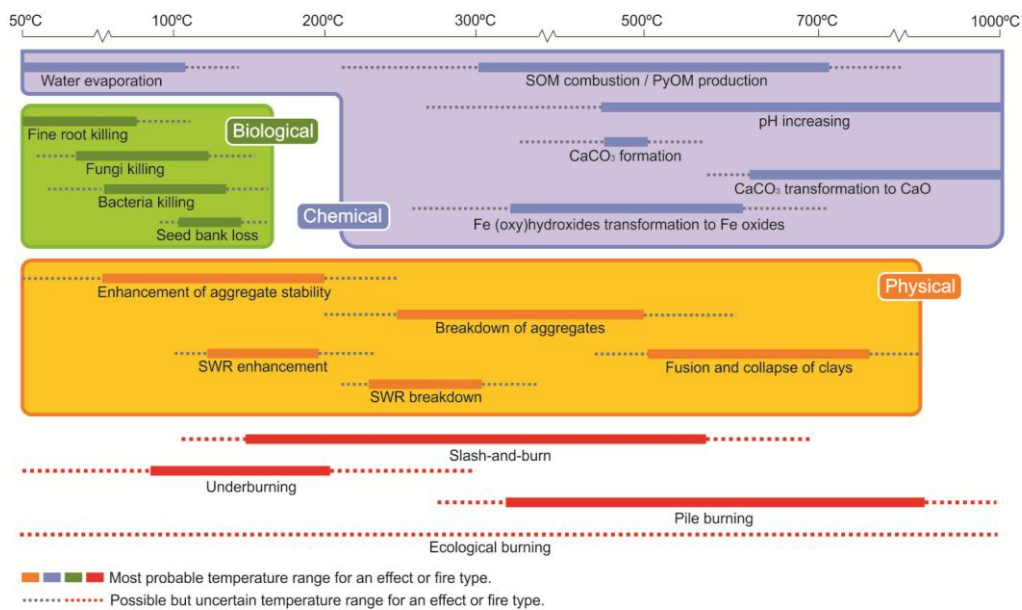 50ºC 100ºC 200ºC 300ºC 500ºC 700ºC 1000ºC
Water evaporation
SOM combustion / PyOM production
pH increasing
CaCO₃ formation
CaCO₃ transformation to CaO
Fe (oxy)hydroxides transformation to Fe oxides
Chemical
Biological
Fine root killing
Fungi killing
Bacteria killing
Seed bank loss
Physical
Enhancement of aggregate stability
Breakdown of aggregates
SWR enhancement
Fusion and collapse of clays
SWR breakdown
Slash-and-burn
Underburning
Pile burning
Ecological burning
Most probable temperature range for an effect or fire type.
Possible but uncertain temperature range for an effect or fire type.